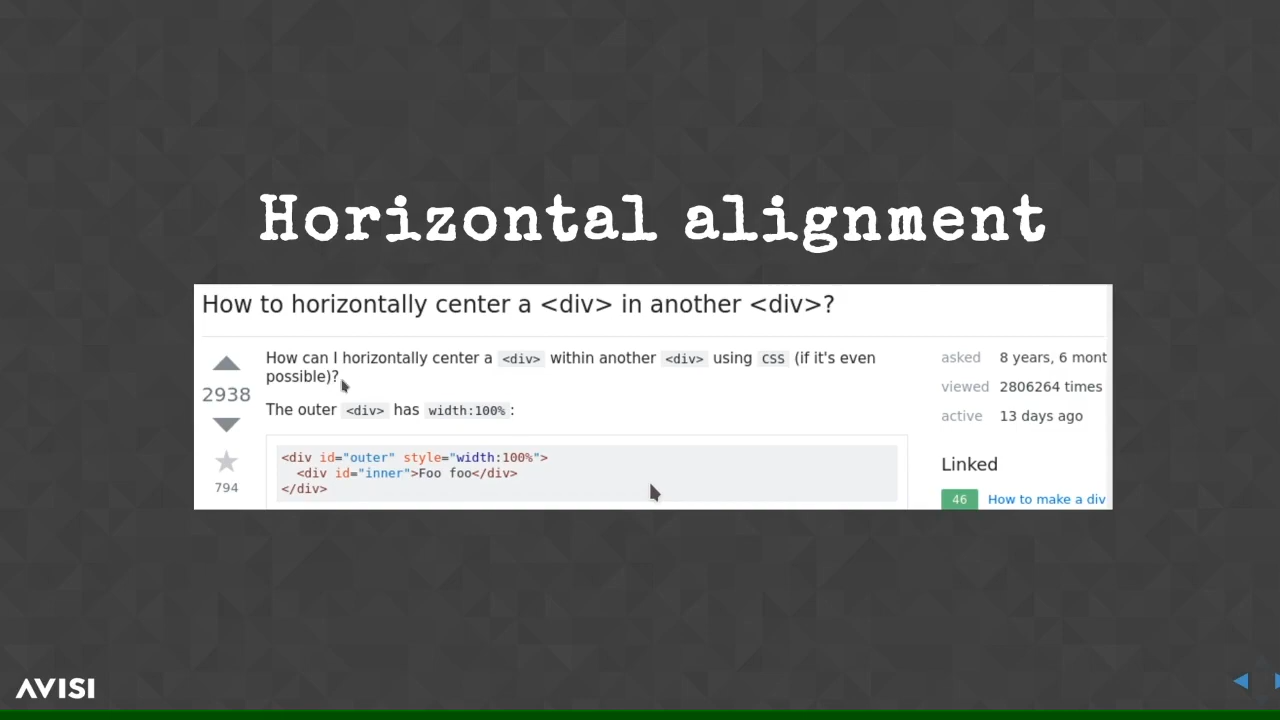 Horizontal alignment
How to horizontally center a <div> in another <div>?
How can I horizontally center a <div> within another <div> using CSS (if it's even
possible)?
The outer <div> has width:100% :
<div id="outer" style="width:100%">
  <div id="inner">Foo foo</div>
</div>
2938
794
asked 8 years, 6 mont
viewed 2806264 times
active 13 days ago
Linked
46 How to make a div
AVISI